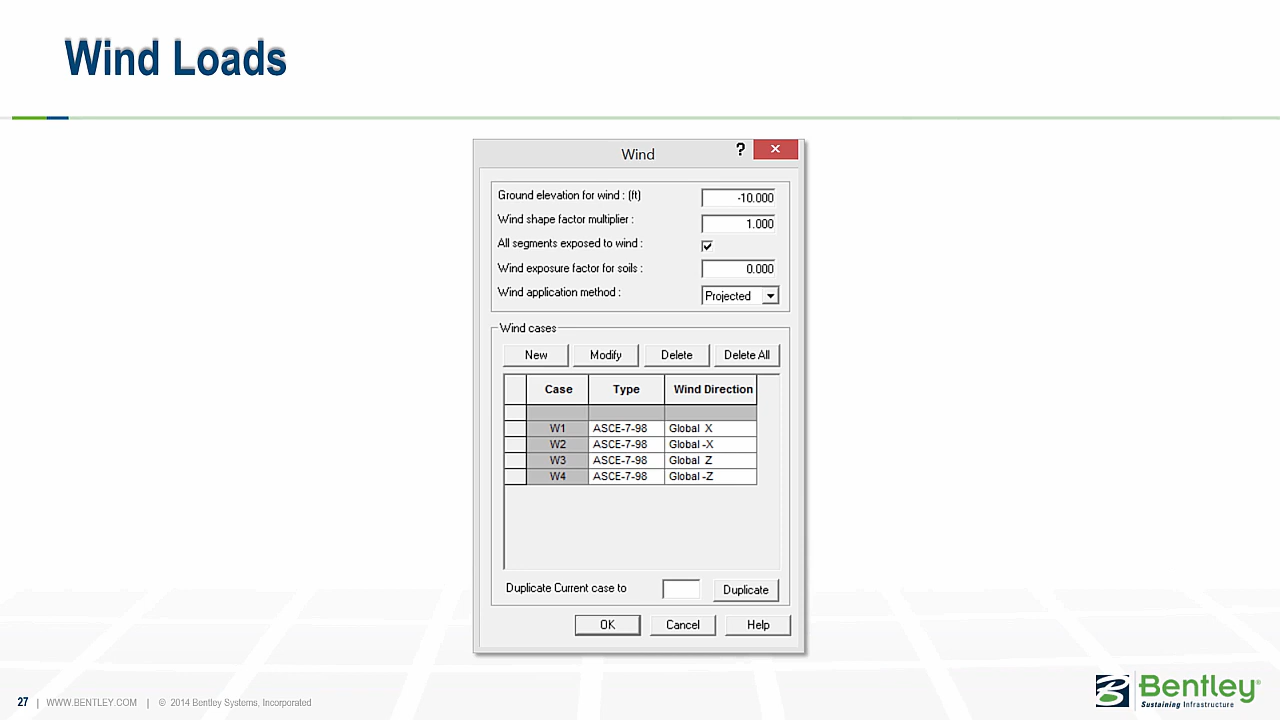 Wind Loads
Wind ?
Ground elevation for wind : (ft) -10.000
Wind shape factor multiplier : 1.000
All segments exposed to wind :
Wind exposure factor for soils : 0.000
Wind application method : Projected
Wind cases
New Modify Delete Delete All
Case Type Wind Direction
W1 ASCE-7-98 Global X
W2 ASCE-7-98 Global -X
W3 ASCE-7-98 Global Z
W4 ASCE-7-98 Global -Z
Duplicate Current case to Duplicate
OK Cancel Help
27 | WWW.BENTLEY.COM | © 2014 Bentley Systems, Incorporated
Bentley®
Sustaining Infrastructure